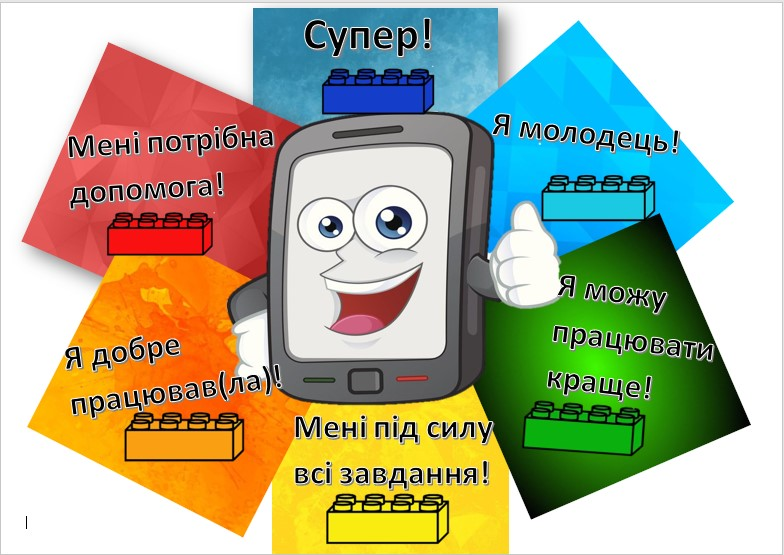 Супер!
Я молодець!
Мені потрібна
допомога!
Я можу
працювати
краще!
Я добре
працював(ла)!
Мені під силу
всі завдання!